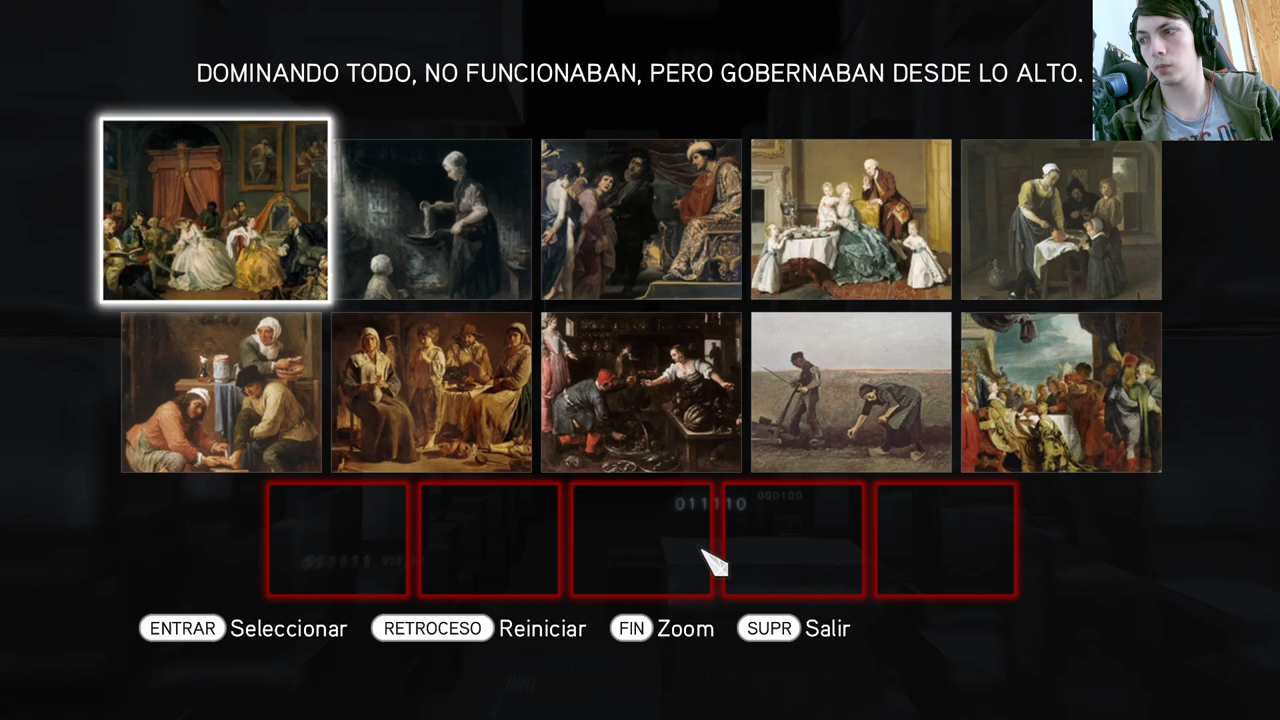 DOMINANDO TODO, NO FUNCIONABAN, PERO GOBERNABAN DESDE LO ALTO.
011110 000100
ENTRAR Seleccionar RETROCESO Reiniciar FIN Zoom SUPR Salir